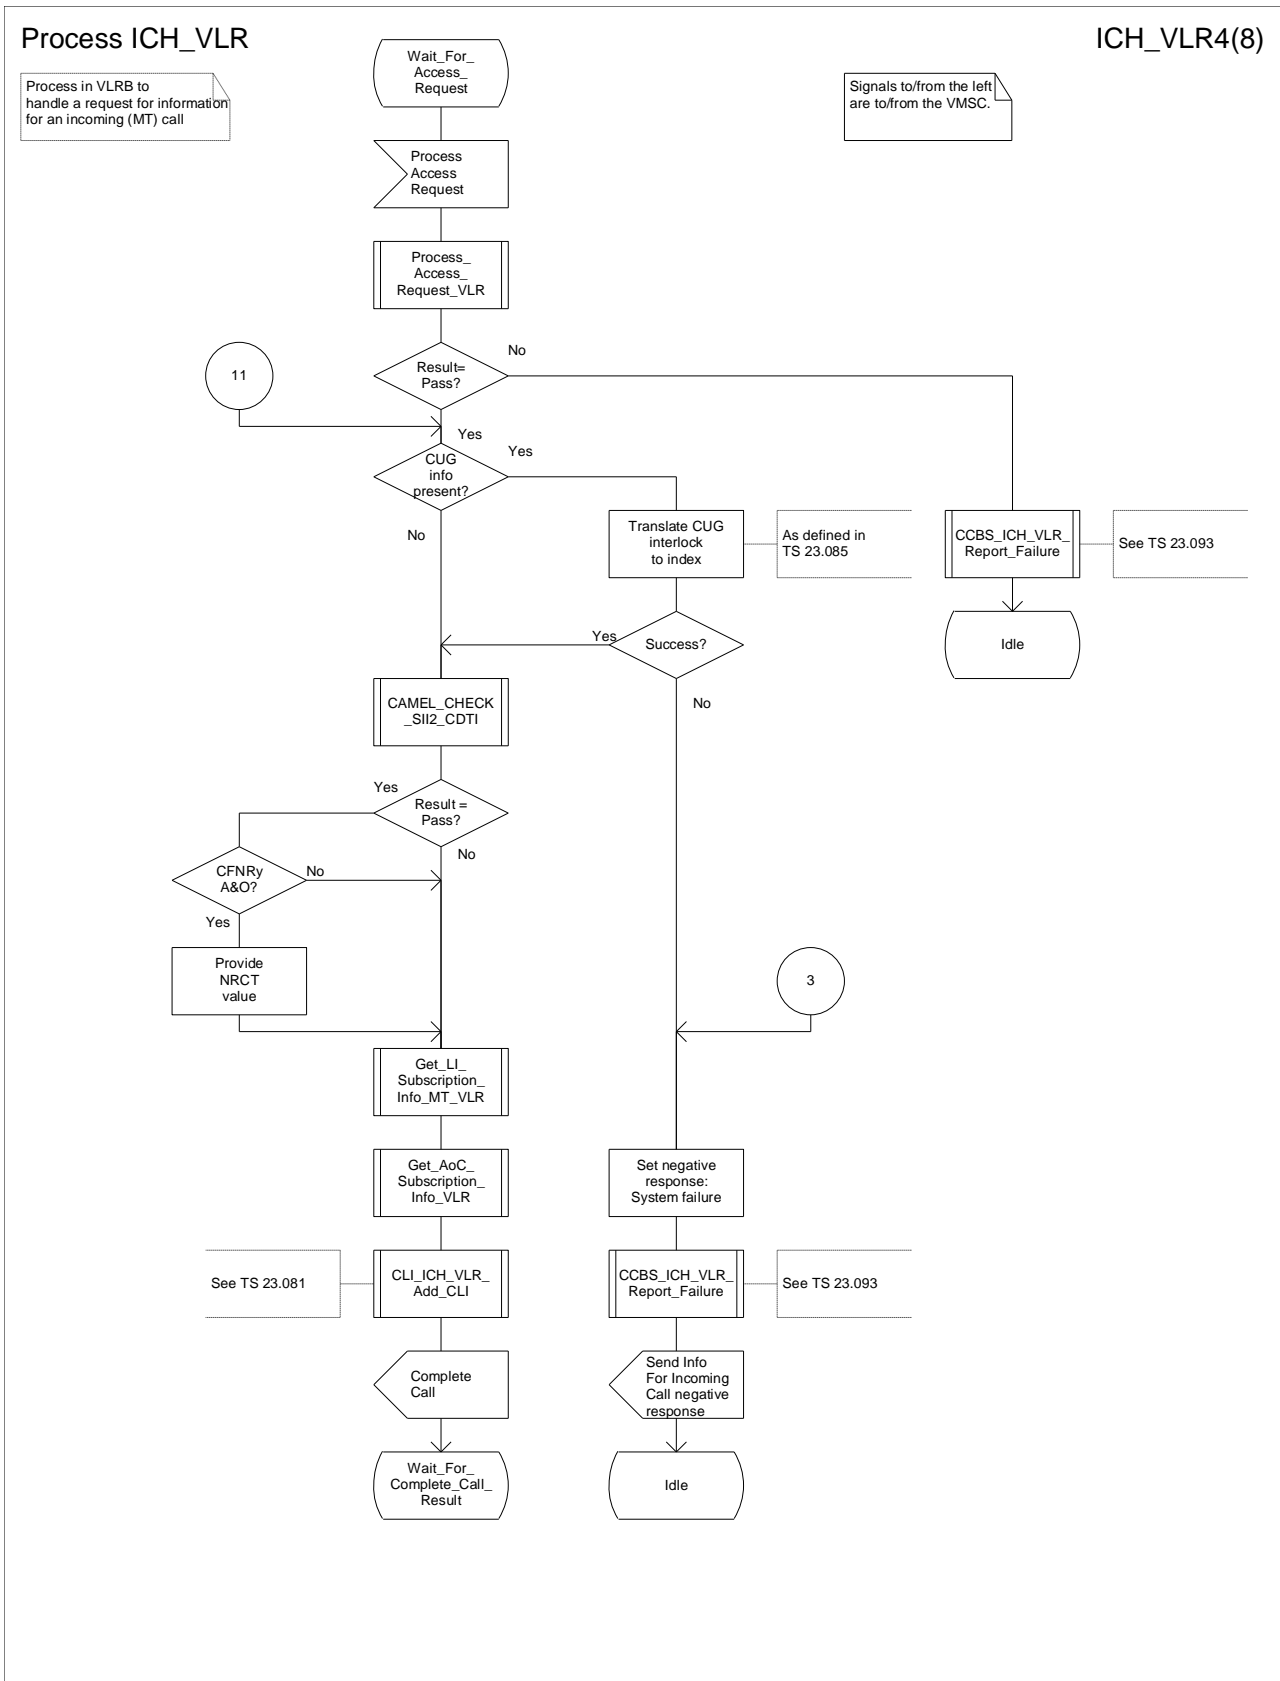 Process ICH_VLR
ICH_VLR4(8)
Process in VLRB to
handle a request for information
for an incoming (MT) call
Signals to/from the left
are to/from the VMSC.
Wait_For_
Access_
Request
Process
Access
Request
Process_
Access_
Request_VLR
Result=
Pass?
No
11
Yes
CUG
info
present?
Yes
No
Translate CUG
interlock
to index
As defined in
TS 23.085
CCBS_ICH_VLR_
Report_Failure
See TS 23.093
Success?
Yes
No
Idle
CAMEL_CHECK
_SII2_CDTI
Result =
Pass?
Yes
No
CFNRy
A&O?
No
Yes
Provide
NRCT
value
3
Get_LI_
Subscription_
Info_MT_VLR
Get_AoC_
Subscription_
Info_VLR
Set negative
response:
System failure
See TS 23.081
CLI_ICH_VLR_
Add_CLI
CCBS_ICH_VLR_
Report_Failure
See TS 23.093
Complete
Call
Send Info
For Incoming
Call negative
response
Wait_For_
Complete_Call_
Result
Idle